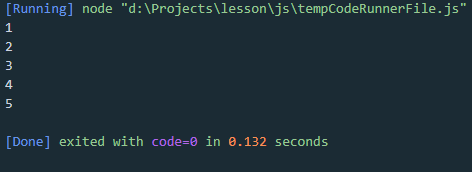 [Running] node "d:\Projects\lesson\js\tempCodeRunnerFile.js"
1
2
3
4
5
[Done] exited with code=0 in 0.132 seconds